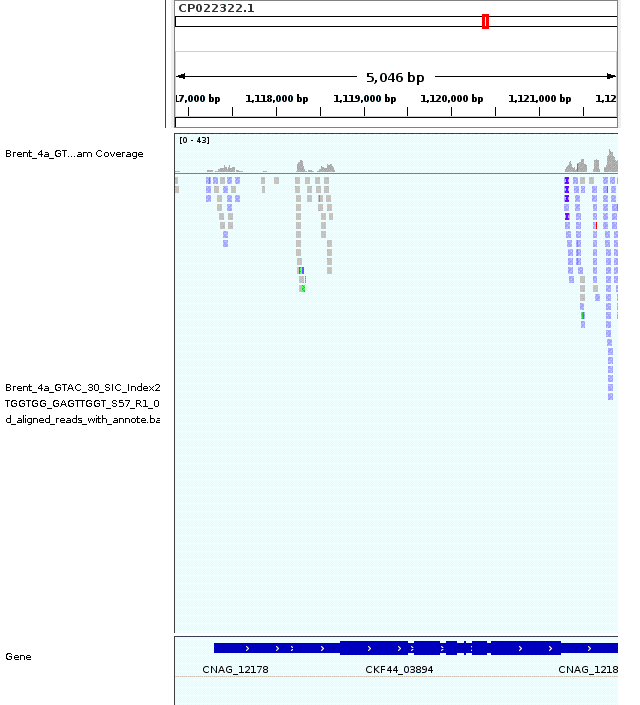 CP022322.1
5,046 bp
17,000 bp 1,118,000 bp 1,119,000 bp 1,120,000 bp 1,121,000 bp 1,12
[0 - 43]
Brent_4a_GT...am Coverage
Brent_4a_GTAC_30_SIC_Index2
TGGTGG_GAGTTGGT_S57_R1_0
d_aligned_reads_with_annote.ba
Gene
CNAG_12178 CKF44_03894 CNAG_1218